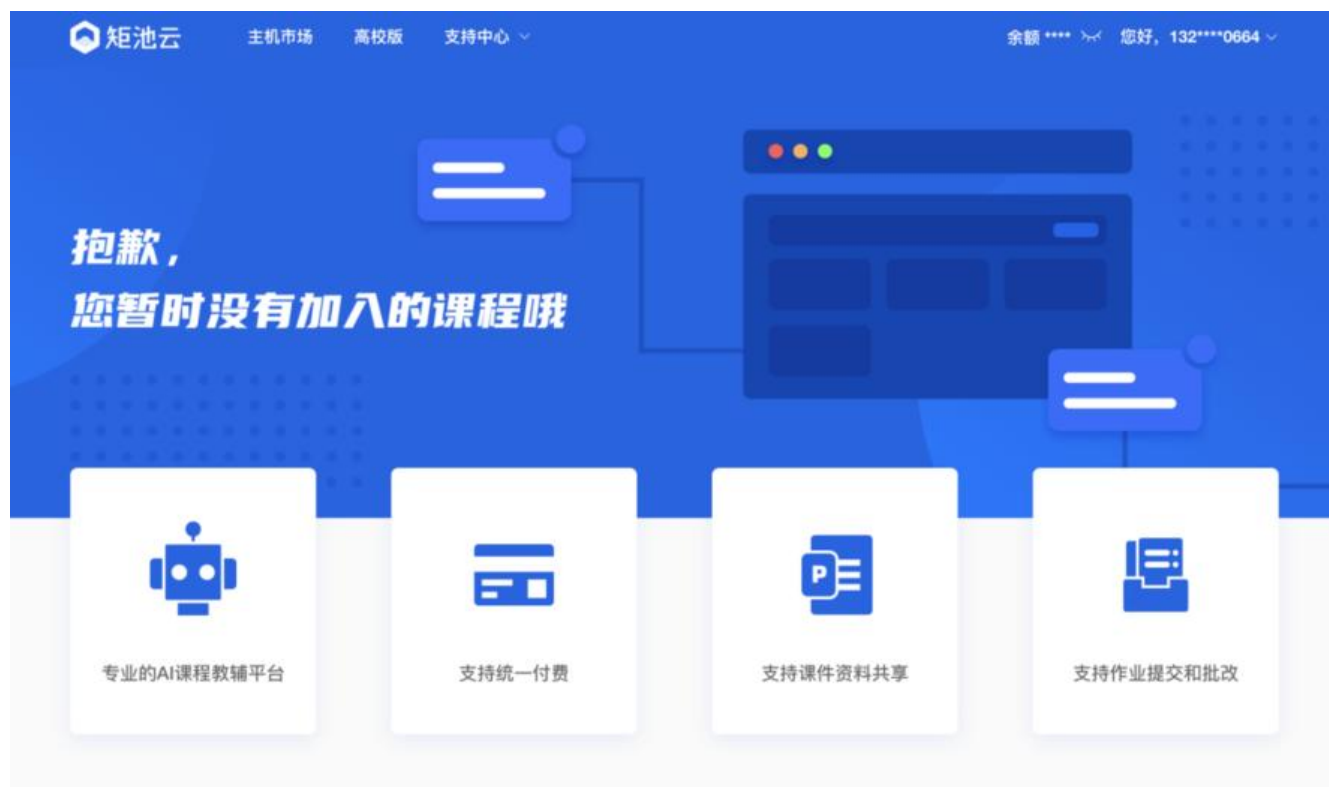 矩池云 主机市场 高校版 支持中心 余额 **** 您好，132****0664
抱歉，
您暂时没有加入的课程哦
P
专业的AI课程教辅平台 支持统一付费 支持课件资料共享 支持作业提交和批改